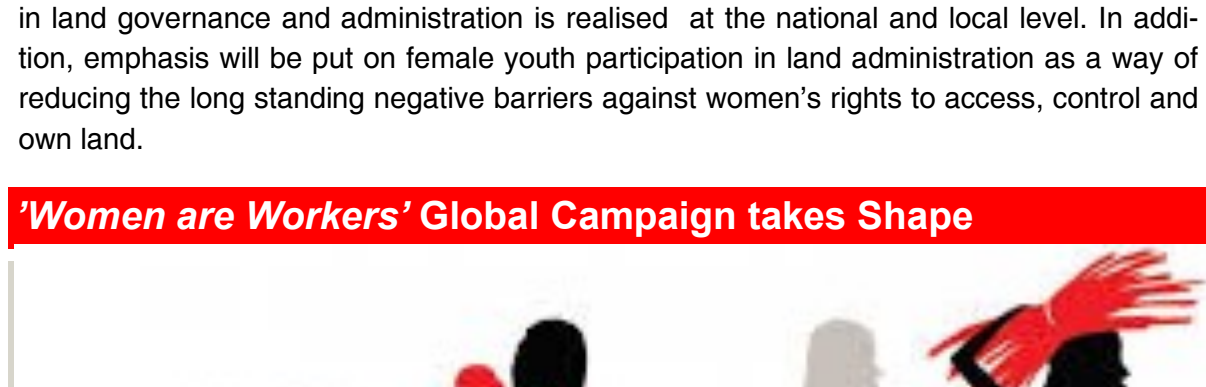 in land governance and administration is realised  at the national and local level. In addi-
tion, emphasis will be put on female youth participation in land administration as a way of
reducing the long standing negative barriers against women’s rights to access, control and
own land.
’Women are Workers’ Global Campaign takes Shape